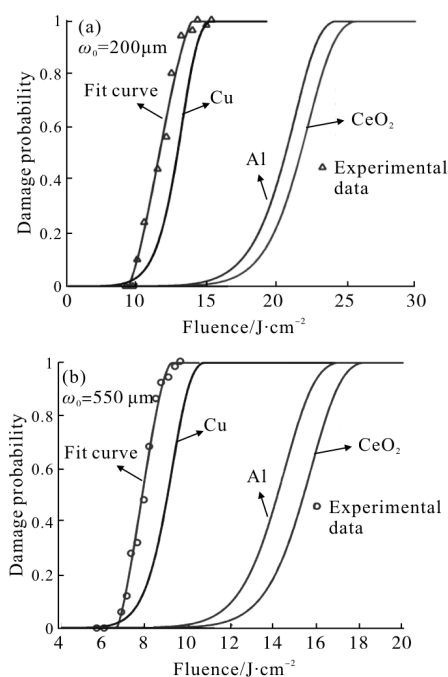 (a)
ω₀=200μm
Fit curve
Cu
Al
CeO₂
Experimental
data
Damage probability
1
0.8
0.6
0.4
0.2
0
0 10 15 20 25 30
Fluence/J·cm⁻²
(b)
ω₀=550 μm
Fit curve
Cu
Al
CeO₂
Experimental
data
Damage probability
1
0.8
0.6
0.4
0.2
0
4 6 8 10 12 14 16 18 20
Fluence/J·cm⁻²